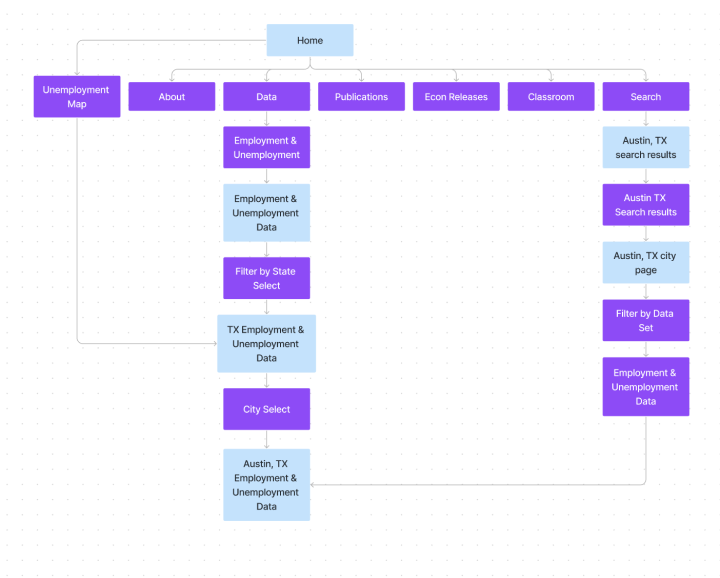 Home
Unemployment
Map
About
Data
Publications
Econ Releases
Classroom
Search
Employment &
Unemployment
Austin, TX
search results
Employment &
Unemployment
Data
Austin TX
Search results
Filter by State
Select
Austin, TX city
page
TX Employment &
Unemployment
Data
Filter by Data
Set
City Select
Employment &
Unemployment
Data
Austin, TX
Employment &
Unemployment
Data